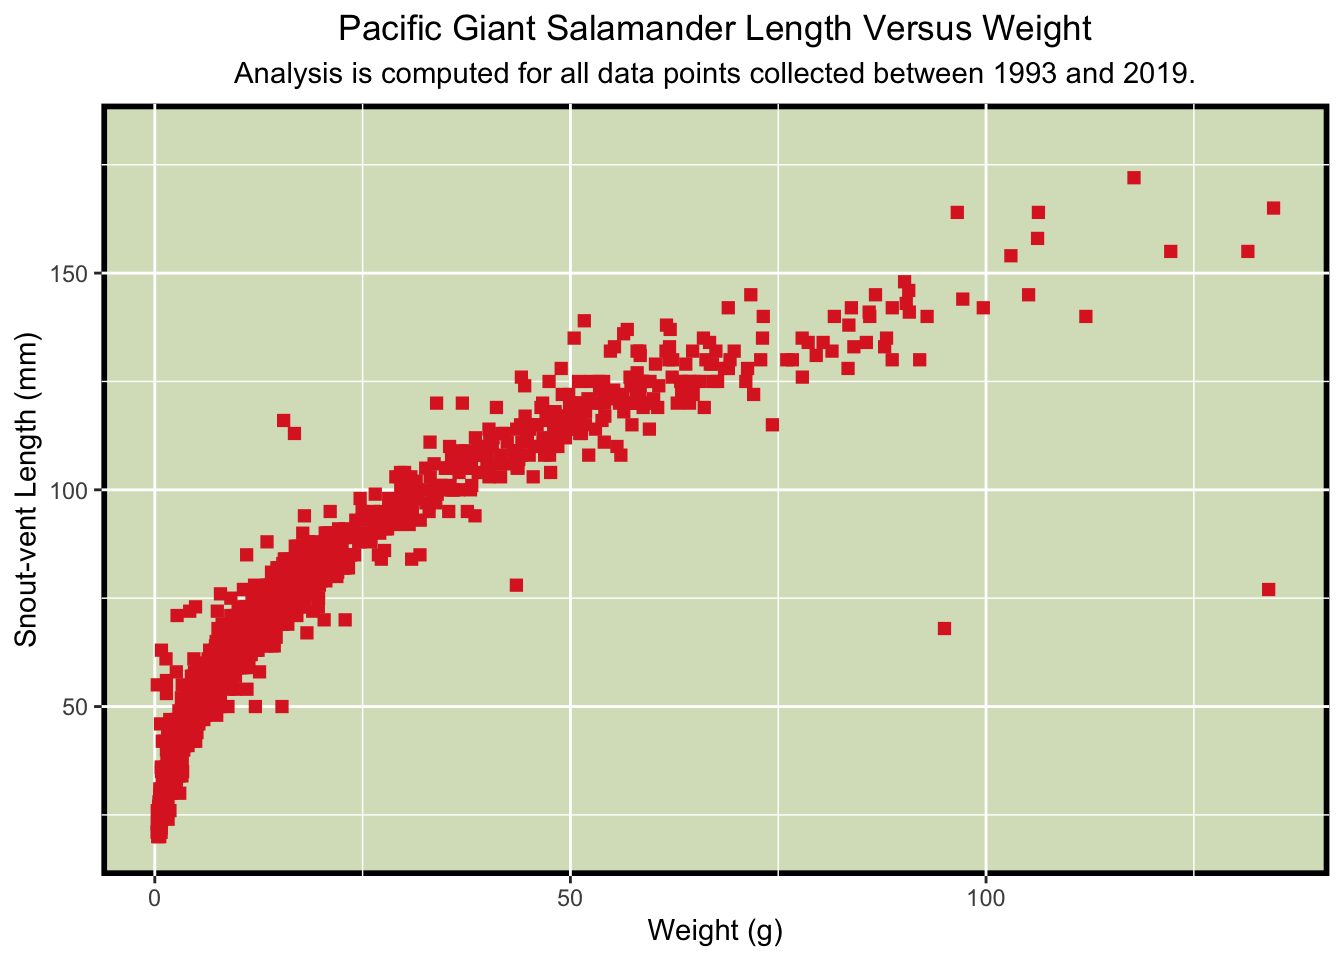 Pacific Giant Salamander Length Versus Weight
Analysis is computed for all data points collected between 1993 and 2019.
Snout-vent Length (mm)
150
100
50
0
50
100
Weight (g)